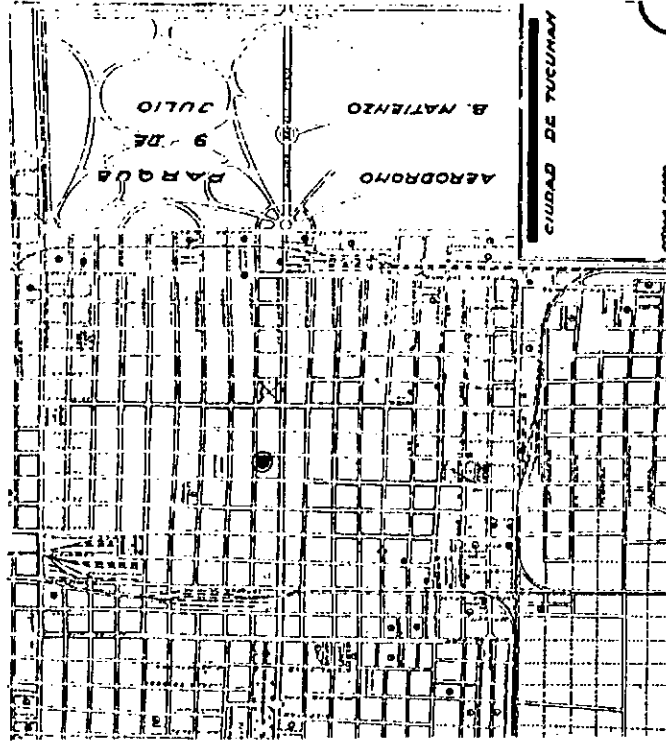 CIUDAD DE TUCUMAN
PARQUE
9 DE
JULIO
AERODROMO
B. MATIENZO